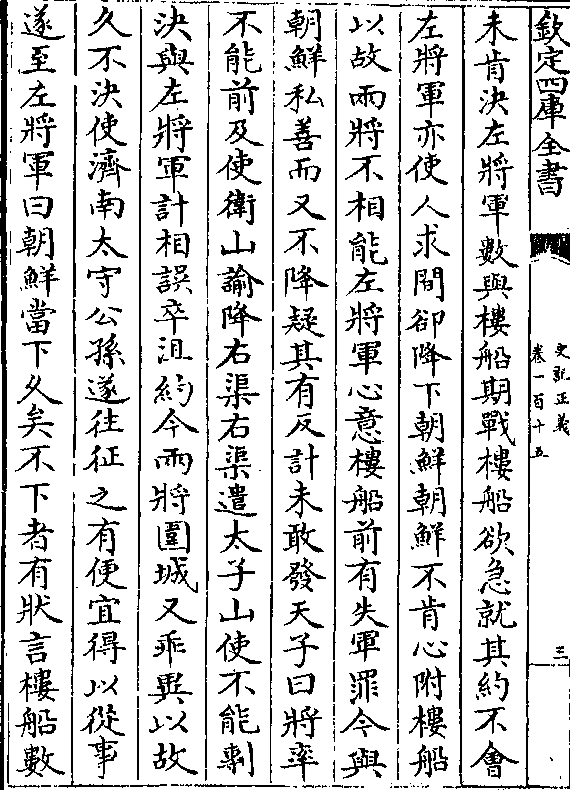 欽定四庫全書
史記正義
卷一百十五
三
未肯決左將軍數與樓船期戰樓船欲急就其約不會
左將軍亦使人求間卻降下朝鮮朝鮮不肯心附樓船
以故兩將不相能左將軍心意樓船前有失軍罪今與
朝鮮私善而又不降疑其有反計未敢發天子曰將率
不能前及使衛山諭降右渠右渠遣太子山使不能剸
決與左將軍計相誤卒沮約今兩將圍城又乖異以故
久不決使濟南太守公孫遂往征之有便宜得以從事
遂至左將軍曰朝鮮當下久矣不下者有狀言樓船數